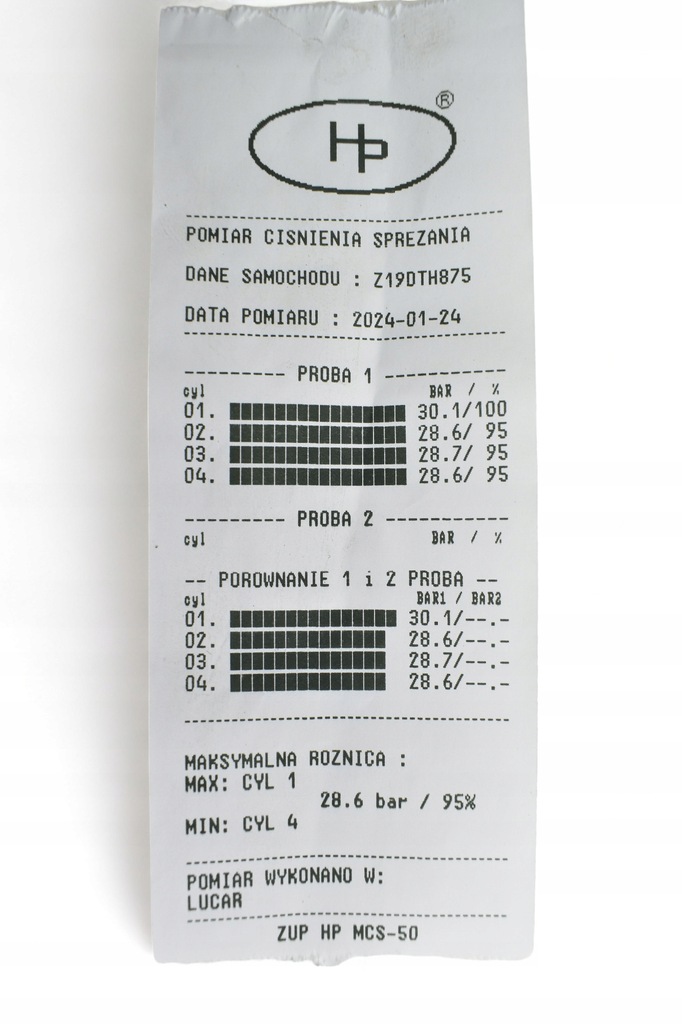 HP ®
POMIAR CISNIENIA SPREZANIA
DANE SAMOCHODU : Z19DTH875
DATA POMIARU : 2024-01-24
PROBA 1
cyl BAR / %
01. 30.1/100
02. 28.6/ 95
03. 28.7/ 95
04. 28.6/ 95
PROBA 2
cyl BAR / %
-- POROWNANIE 1 i 2 PROBA --
cyl BAR1 / BAR2
01. 30.1/--.-
02. 28.6/--.-
03. 28.7/--.-
04. 28.6/--.-
MAKSYMALNA ROZNICA :
MAX: CYL 1
28.6 bar / 95%
MIN: CYL 4
POMIAR WYKONANO W:
LUCAR
ZUP HP MCS-50